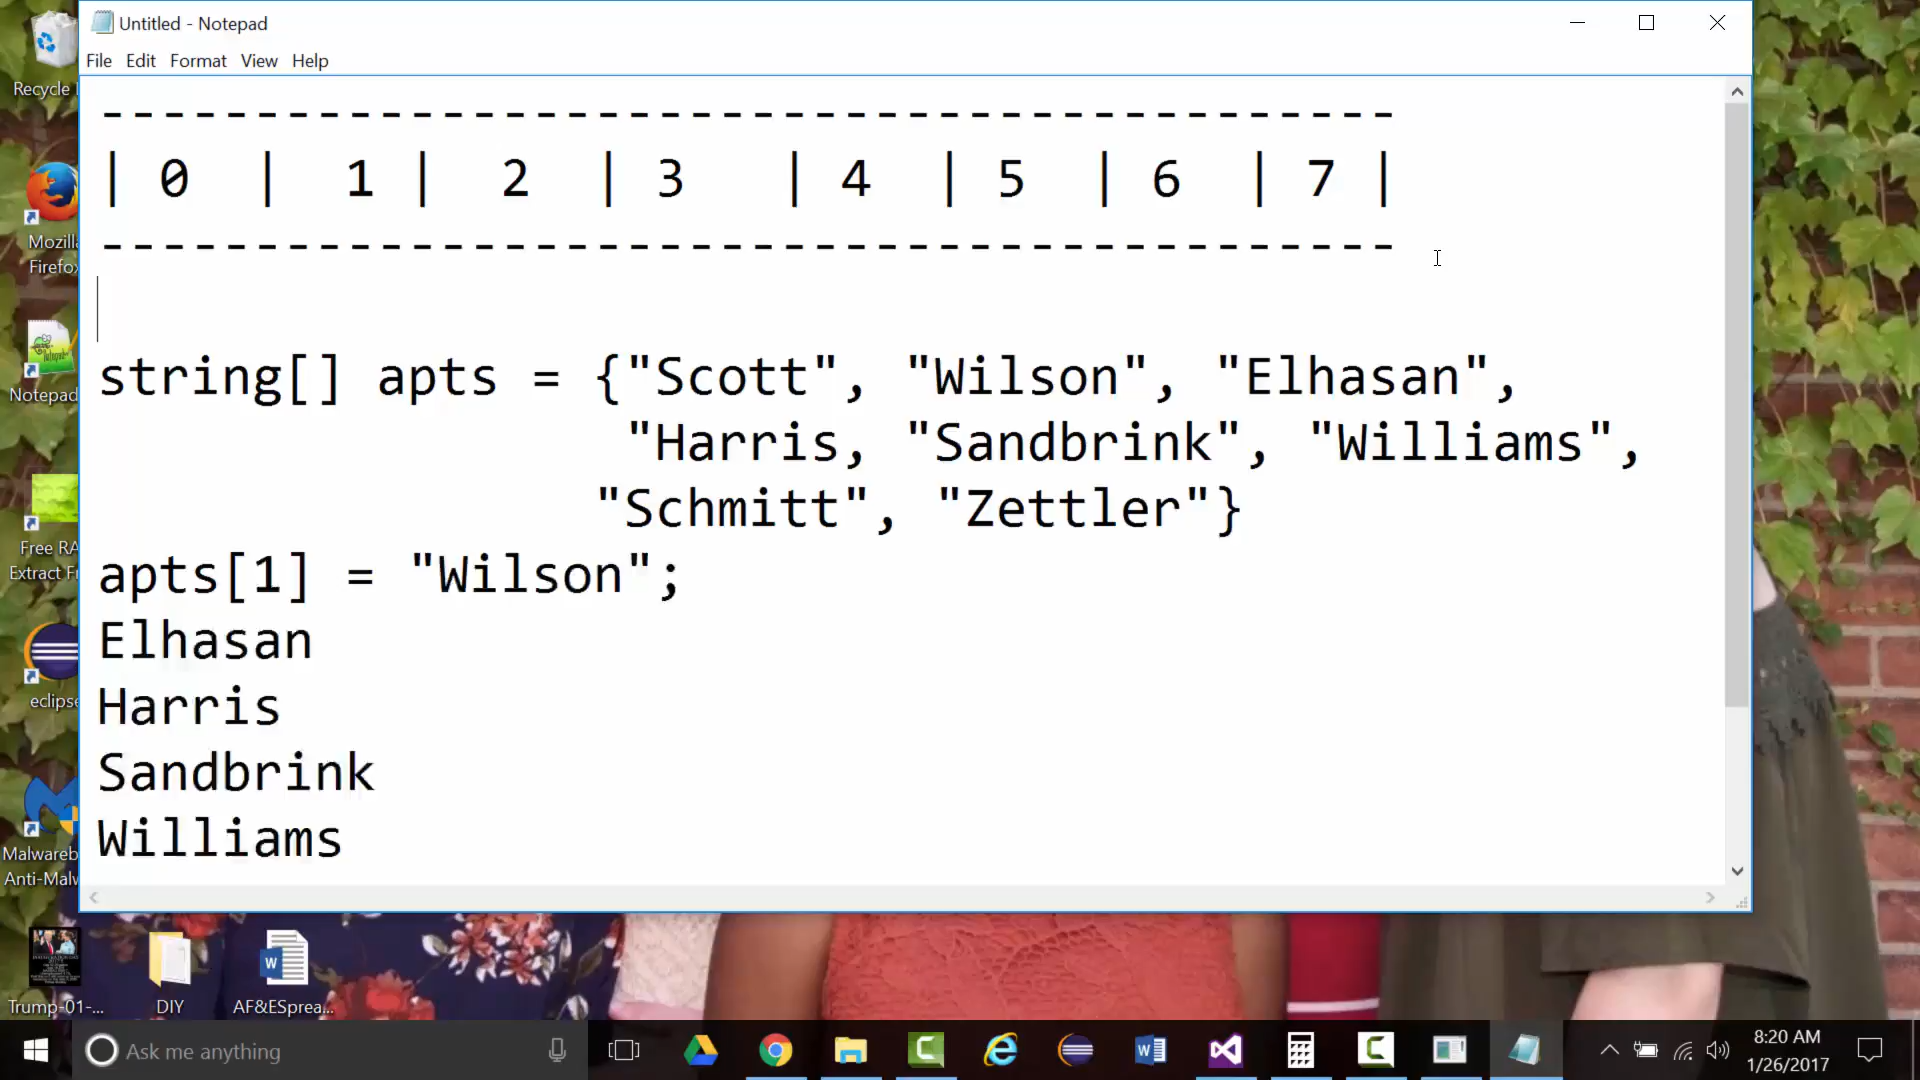 Untitled - Notepad
File Edit Format View Help
------------------------------------------
| 0 | 1 | 2 | 3 | 4 | 5 | 6 | 7 |
------------------------------------------
string[] apts = {"Scott", "Wilson", "Elhasan",
"Harris, "Sandbrink", "Williams",
"Schmitt", "Zettler"}
apts[1] = "Wilson";
Elhasan
Harris
Sandbrink
Williams
Recycle
Mozill
Firefox
Notepad
Free RA
Extract F
eclipse
Malwareb
Anti-Malw
Trump-01-...
DIY
AF&ESprea...
Ask me anything
8:20 AM
1/26/2017